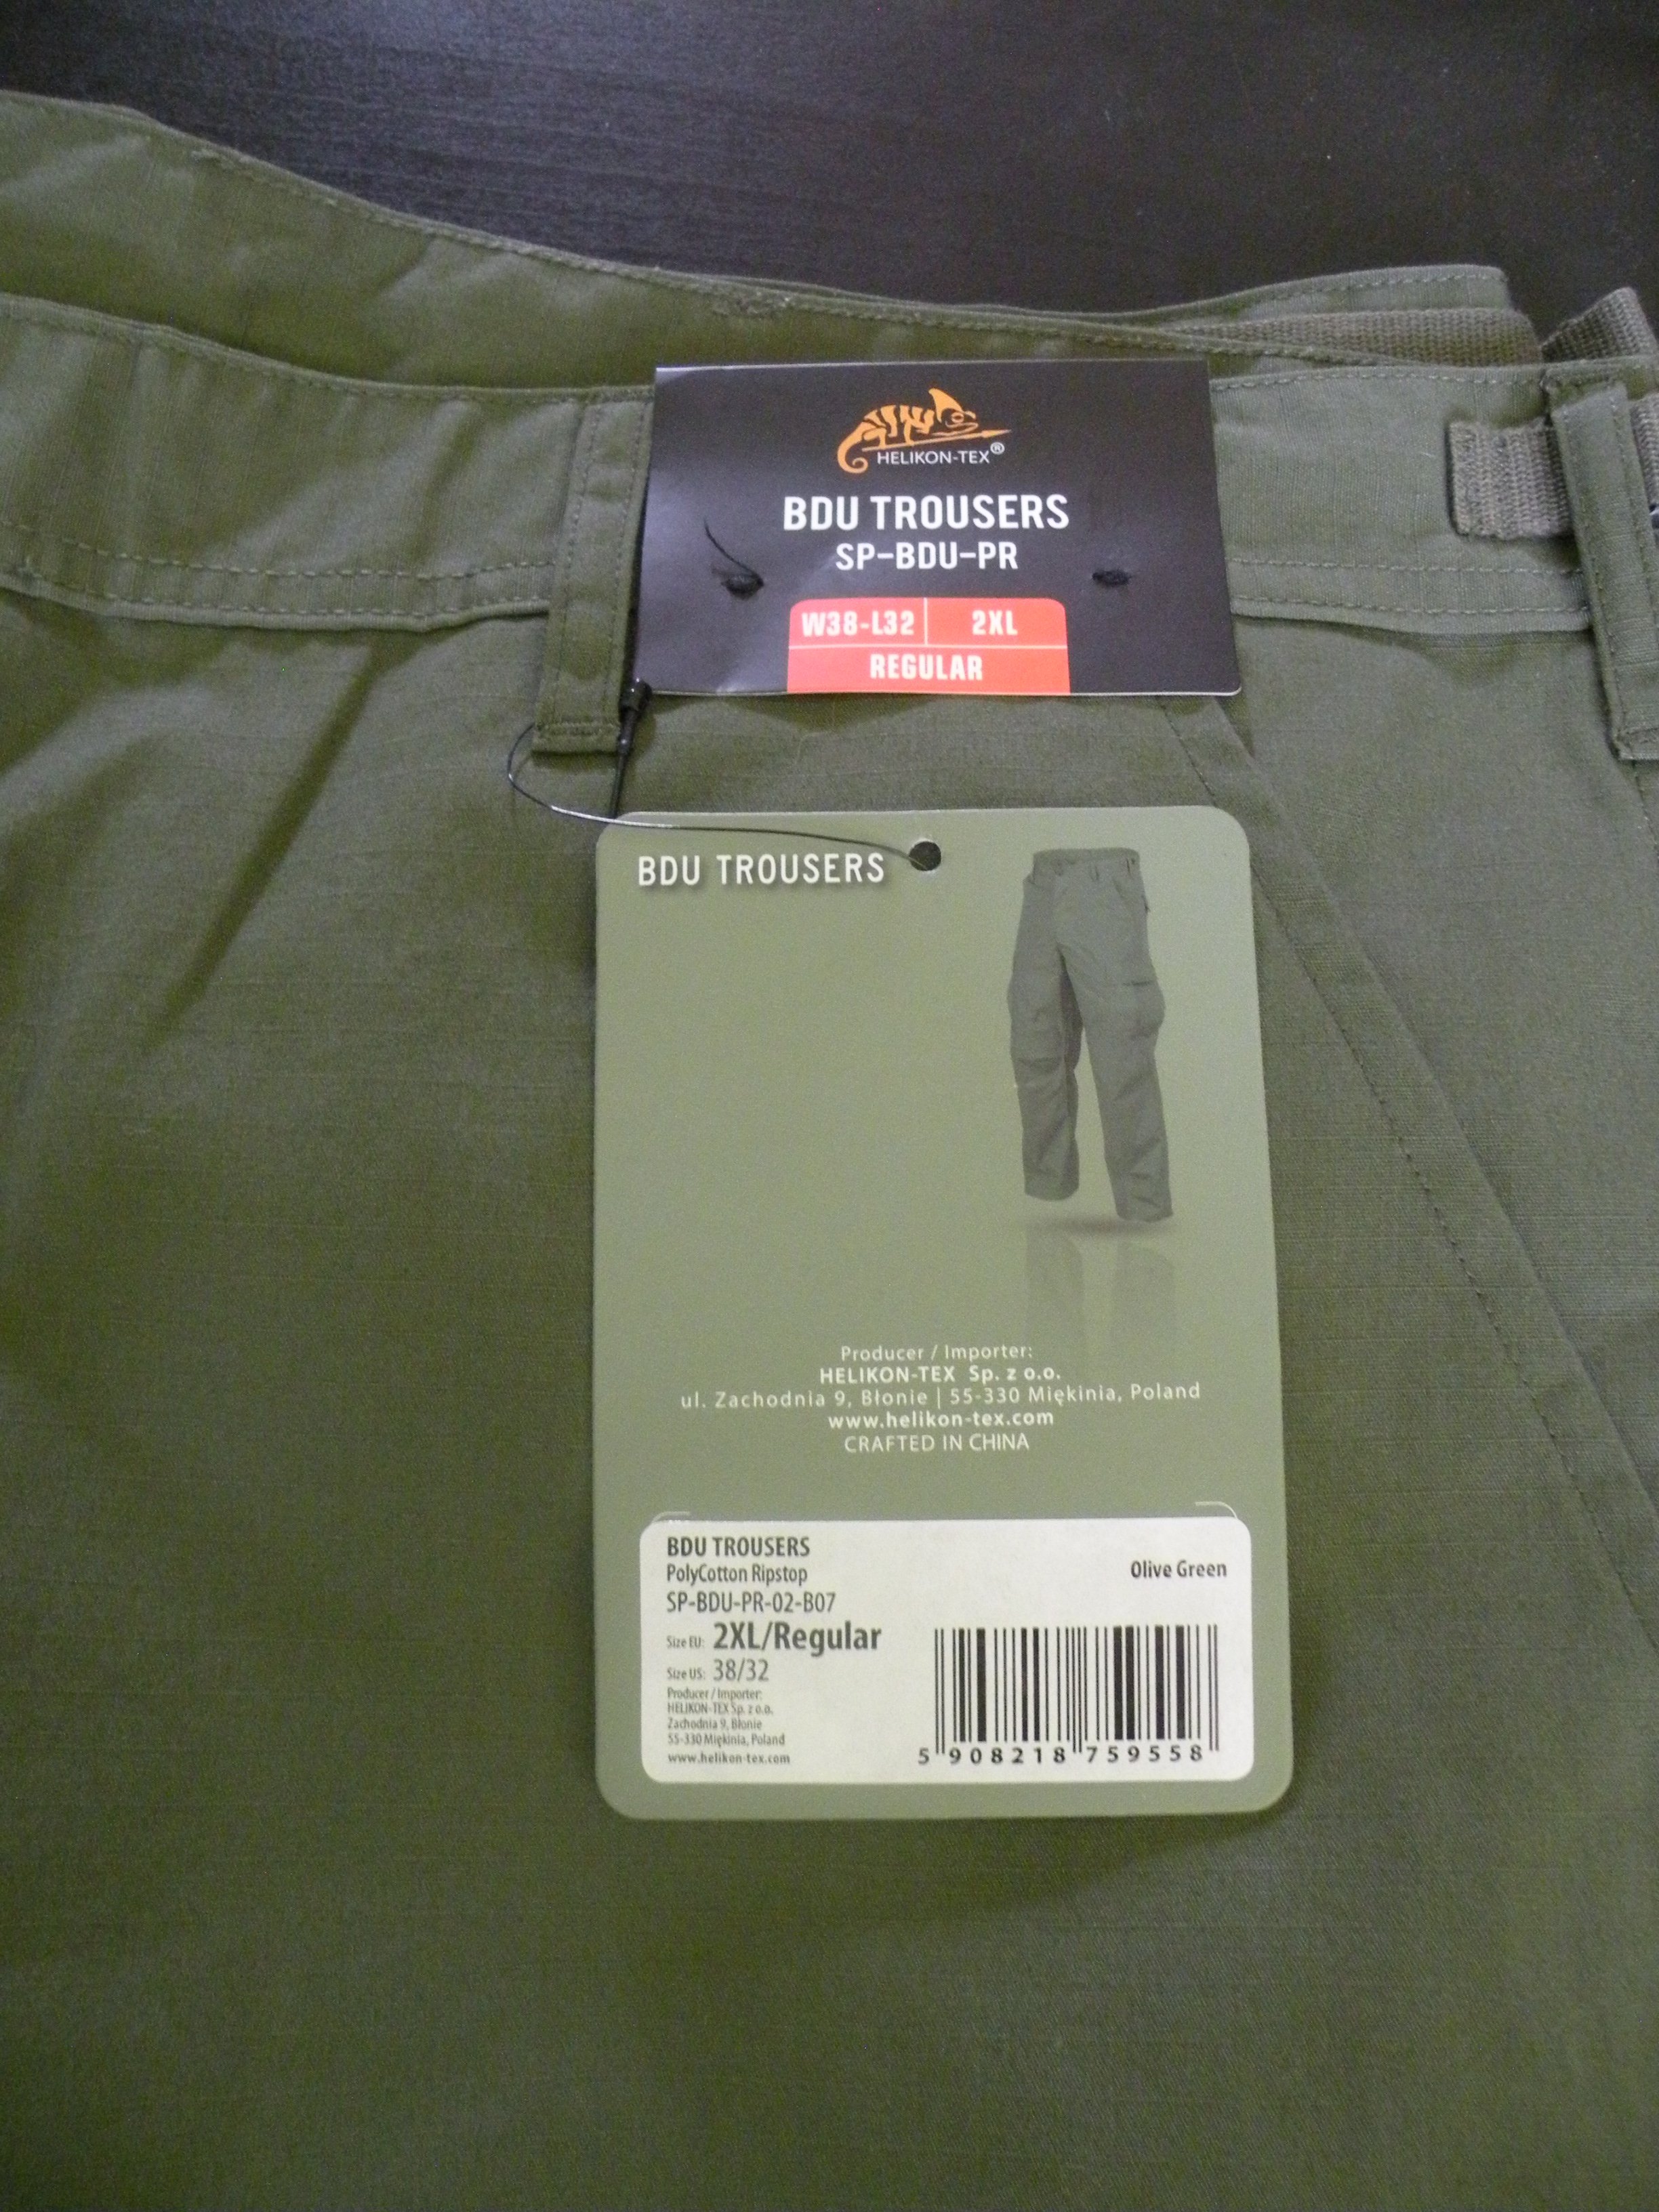 HELIKON-TEX®
BDU TROUSERS
SP-BDU-PR
W38-L32 2XL
REGULAR
BDU TROUSERS
Producer / Importer:
HELIKON-TEX Sp. z o.o.
ul. Zachodnia 9, Błonie | 55-330 Miękinia, Poland
www.helikon-tex.com
CRAFTED IN CHINA
BDU TROUSERS
PolyCotton Ripstop
Olive Green
SP-BDU-PR-02-B07
Size EU: 2XL/Regular
Size US: 38/32
Producer / Importer:
HELIKON-TEX Sp. z o.o.
Zachodnia 9, Błonie
55-330 Miękinia, Poland
www.helikon-tex.com
5 908218 759558